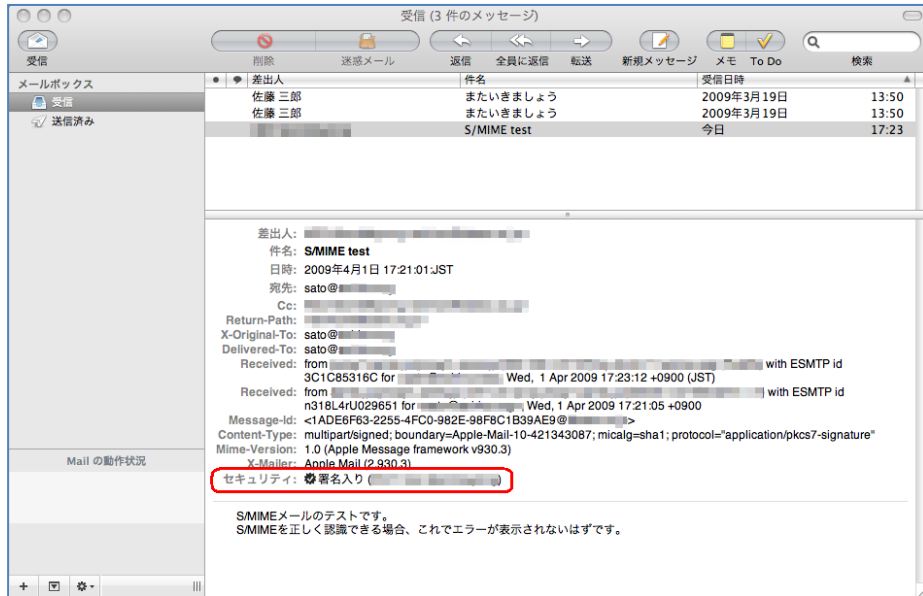 受信 (3 件のメッセージ)
受信 削除 迷惑メール 返信 全員に返信 転送 新規メッセージ メモ To Do 検索
メールボックス
受信
送信済み
差出人 件名 受信日時
佐藤 三郎 またいきましょう 2009年3月19日 13:50
佐藤 三郎 またいきましょう 2009年3月19日 13:50
S/MIME test 今日 17:23
差出人:
件名: S/MIME test
日時: 2009年4月1日 17:21:01:JST
宛先: sato@
Cc:
Return-Path:
X-Original-To: sato@
Delivered-To: sato@
Received: from with ESMTP id
3C1C85316C for Wed, 1 Apr 2009 17:23:12 +0900 (JST)
Received: from with ESMTP id
n318L4rU029651 for ; Wed, 1 Apr 2009 17:21:05 +0900
Message-Id: <1ADE6F63-2255-4FC0-982E-98F8C1B39AE9@ >
Content-Type: multipart/signed; boundary=Apple-Mail-10-421343087; micalg=sha1; protocol="application/pkcs7-signature"
Mime-Version: 1.0 (Apple Message framework v930.3)
X-Mailer: Apple Mail (2.930.3)
セキュリティ: 署名入り ( )
S/MIMEメールのテストです。
S/MIMEを正しく認識できる場合、これでエラーが表示されないはずです。
Mail の動作状況